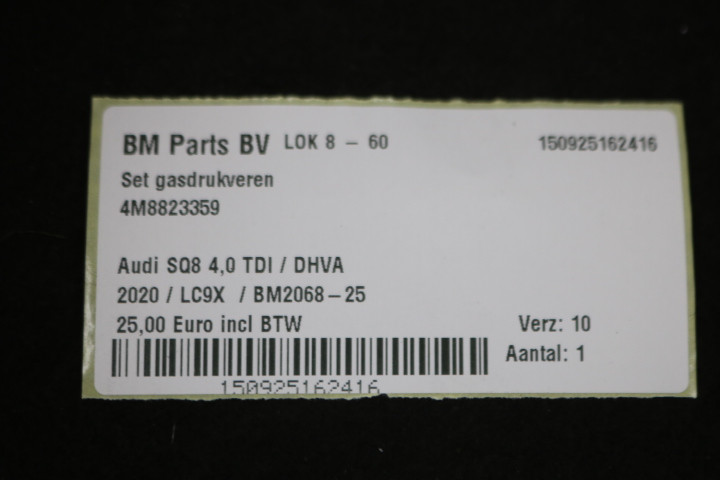 BM Parts BV LOK 8 - 60 150925162416
Set gasdrukveren
4M8823359
Audi SQ8 4,0 TDI / DHVA
2020 / LC9X / BM2068-25
25,00 Euro incl BTW Verz: 10
Aantal: 1
150925162416